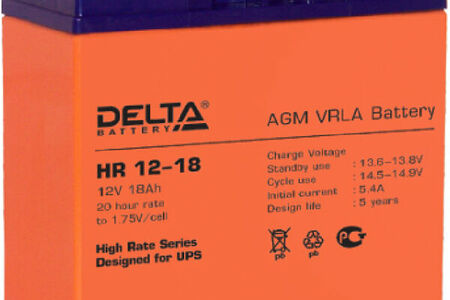 DELTA®
BATTERY
HR 12-18
12V 18Ah
20 hour rate
to 1.75V/cell
High Rate Series
Designed for UPS
AGM VRLA Battery
Charge Voltage
Standby use : 13.6-13.8V
Cycle use : 14.5-14.9V
Initial current : 5.4A
Design life : 5 years
pb pb